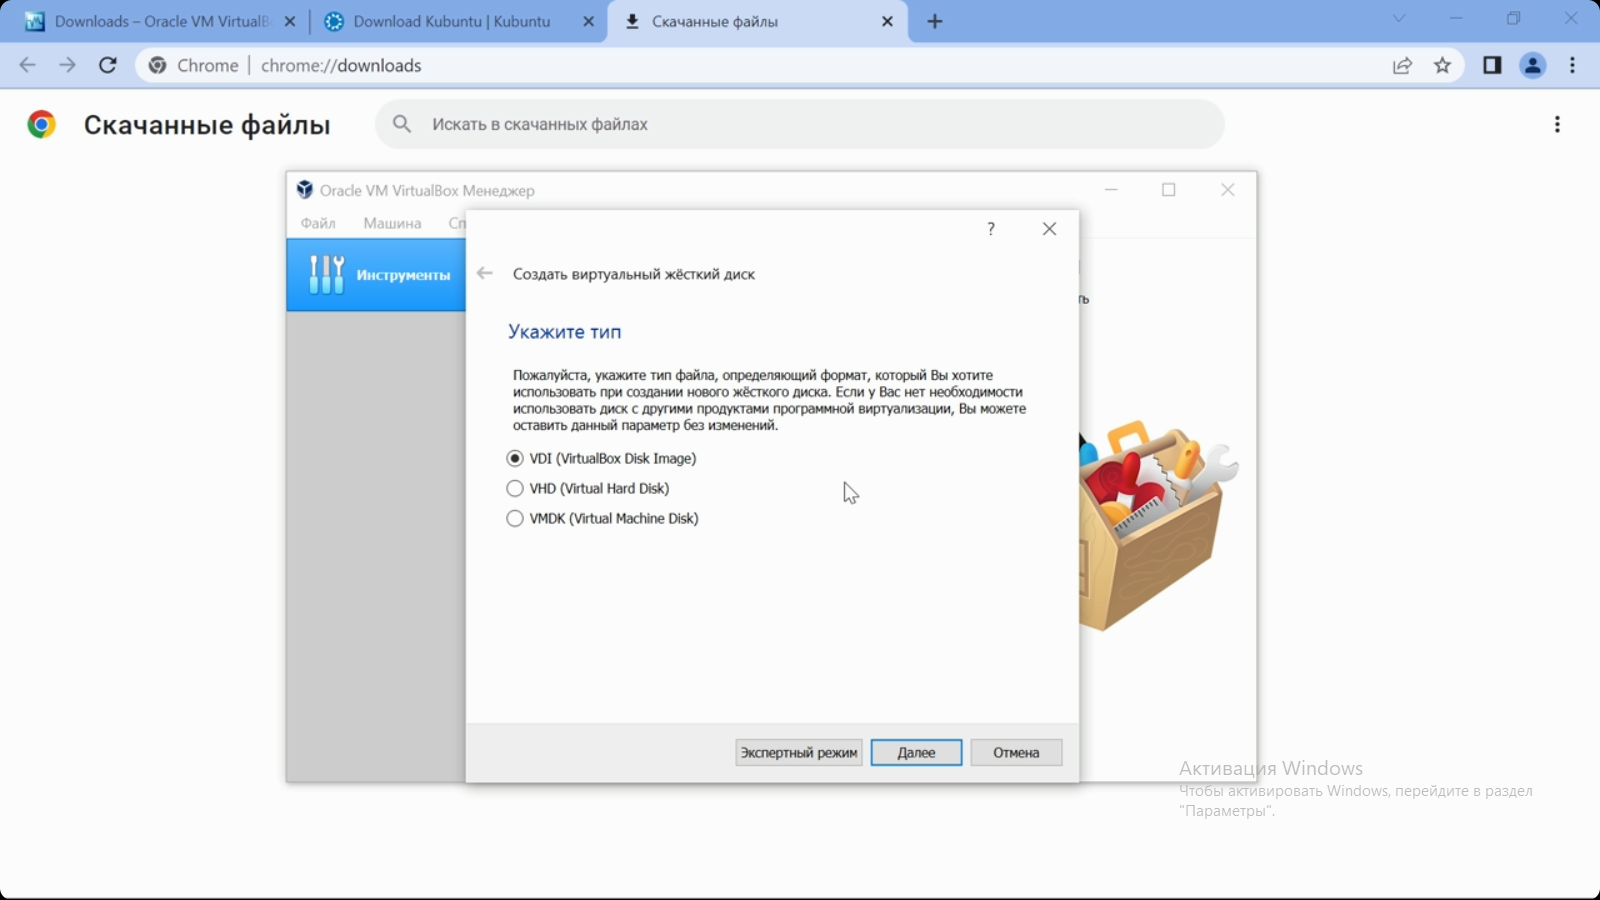 Downloads – Oracle VM VirtualB
Download Kubuntu | Kubuntu
Скачанные файлы
Chrome
chrome://downloads
Скачанные файлы
Искать в скачанных файлах
Oracle VM VirtualBox Менеджер
Файл
Машина
Сп
?
Инструменты
Создать виртуальный жёсткий диск
ть
Укажите тип
Пожалуйста, укажите тип файла, определяющий формат, который Вы хотите
использовать при создании нового жёсткого диска. Если у Вас нет необходимости
использовать диск с другими продуктами программной виртуализации, Вы можете
оставить данный параметр без изменений.
VDI (VirtualBox Disk Image)
VHD (Virtual Hard Disk)
VMDK (Virtual Machine Disk)
Экспертный режим
Далее
Отмена
Активация Windows
Чтобы активировать Windows, перейдите в раздел
"Параметры".